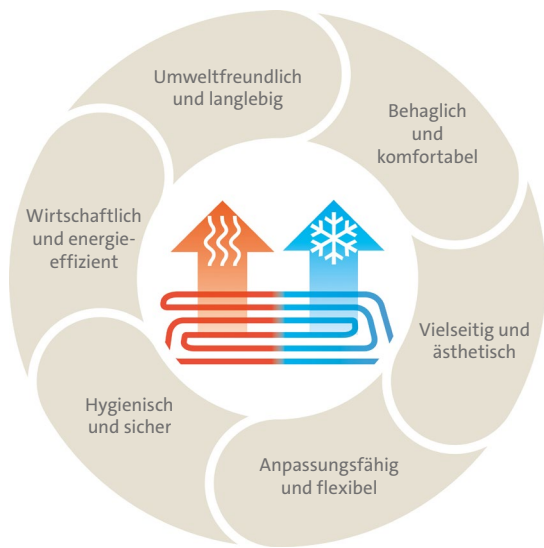 Umweltfreundlich
und langlebig
Behaglich
und
komfortabel
Vielseitig und
ästhetisch
Anpassungsfähig
und flexibel
Hygienisch
und sicher
Wirtschaftlich
und energie-
effizient